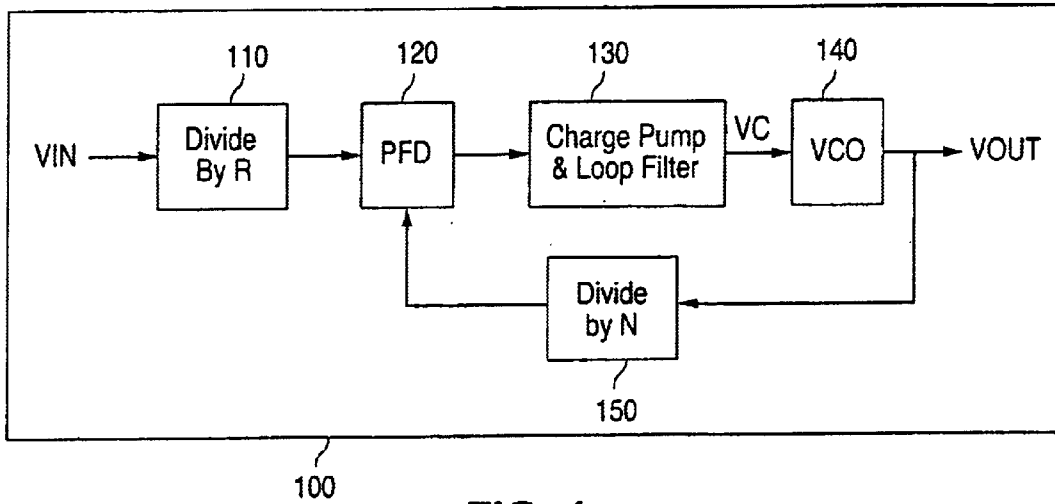 110
120
130
140
VIN
Divide
By R
PFD
Charge Pump
& Loop Filter
VC
VCO
VOUT
Divide
by N
150
100